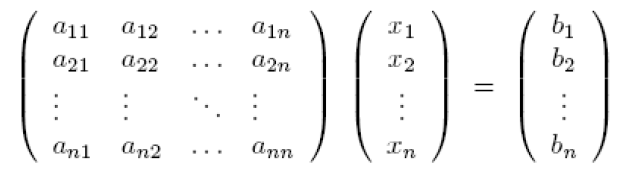 a₁₁ a₁₂ … a₁ₙ x₁ b₁
a₂₁ a₂₂ … a₂ₙ x₂ b₂
⋮ ⋮ ⋱ ⋮ ⋮ = ⋮
aₙ₁ aₙ₂ … aₙₙ xₙ bₙ